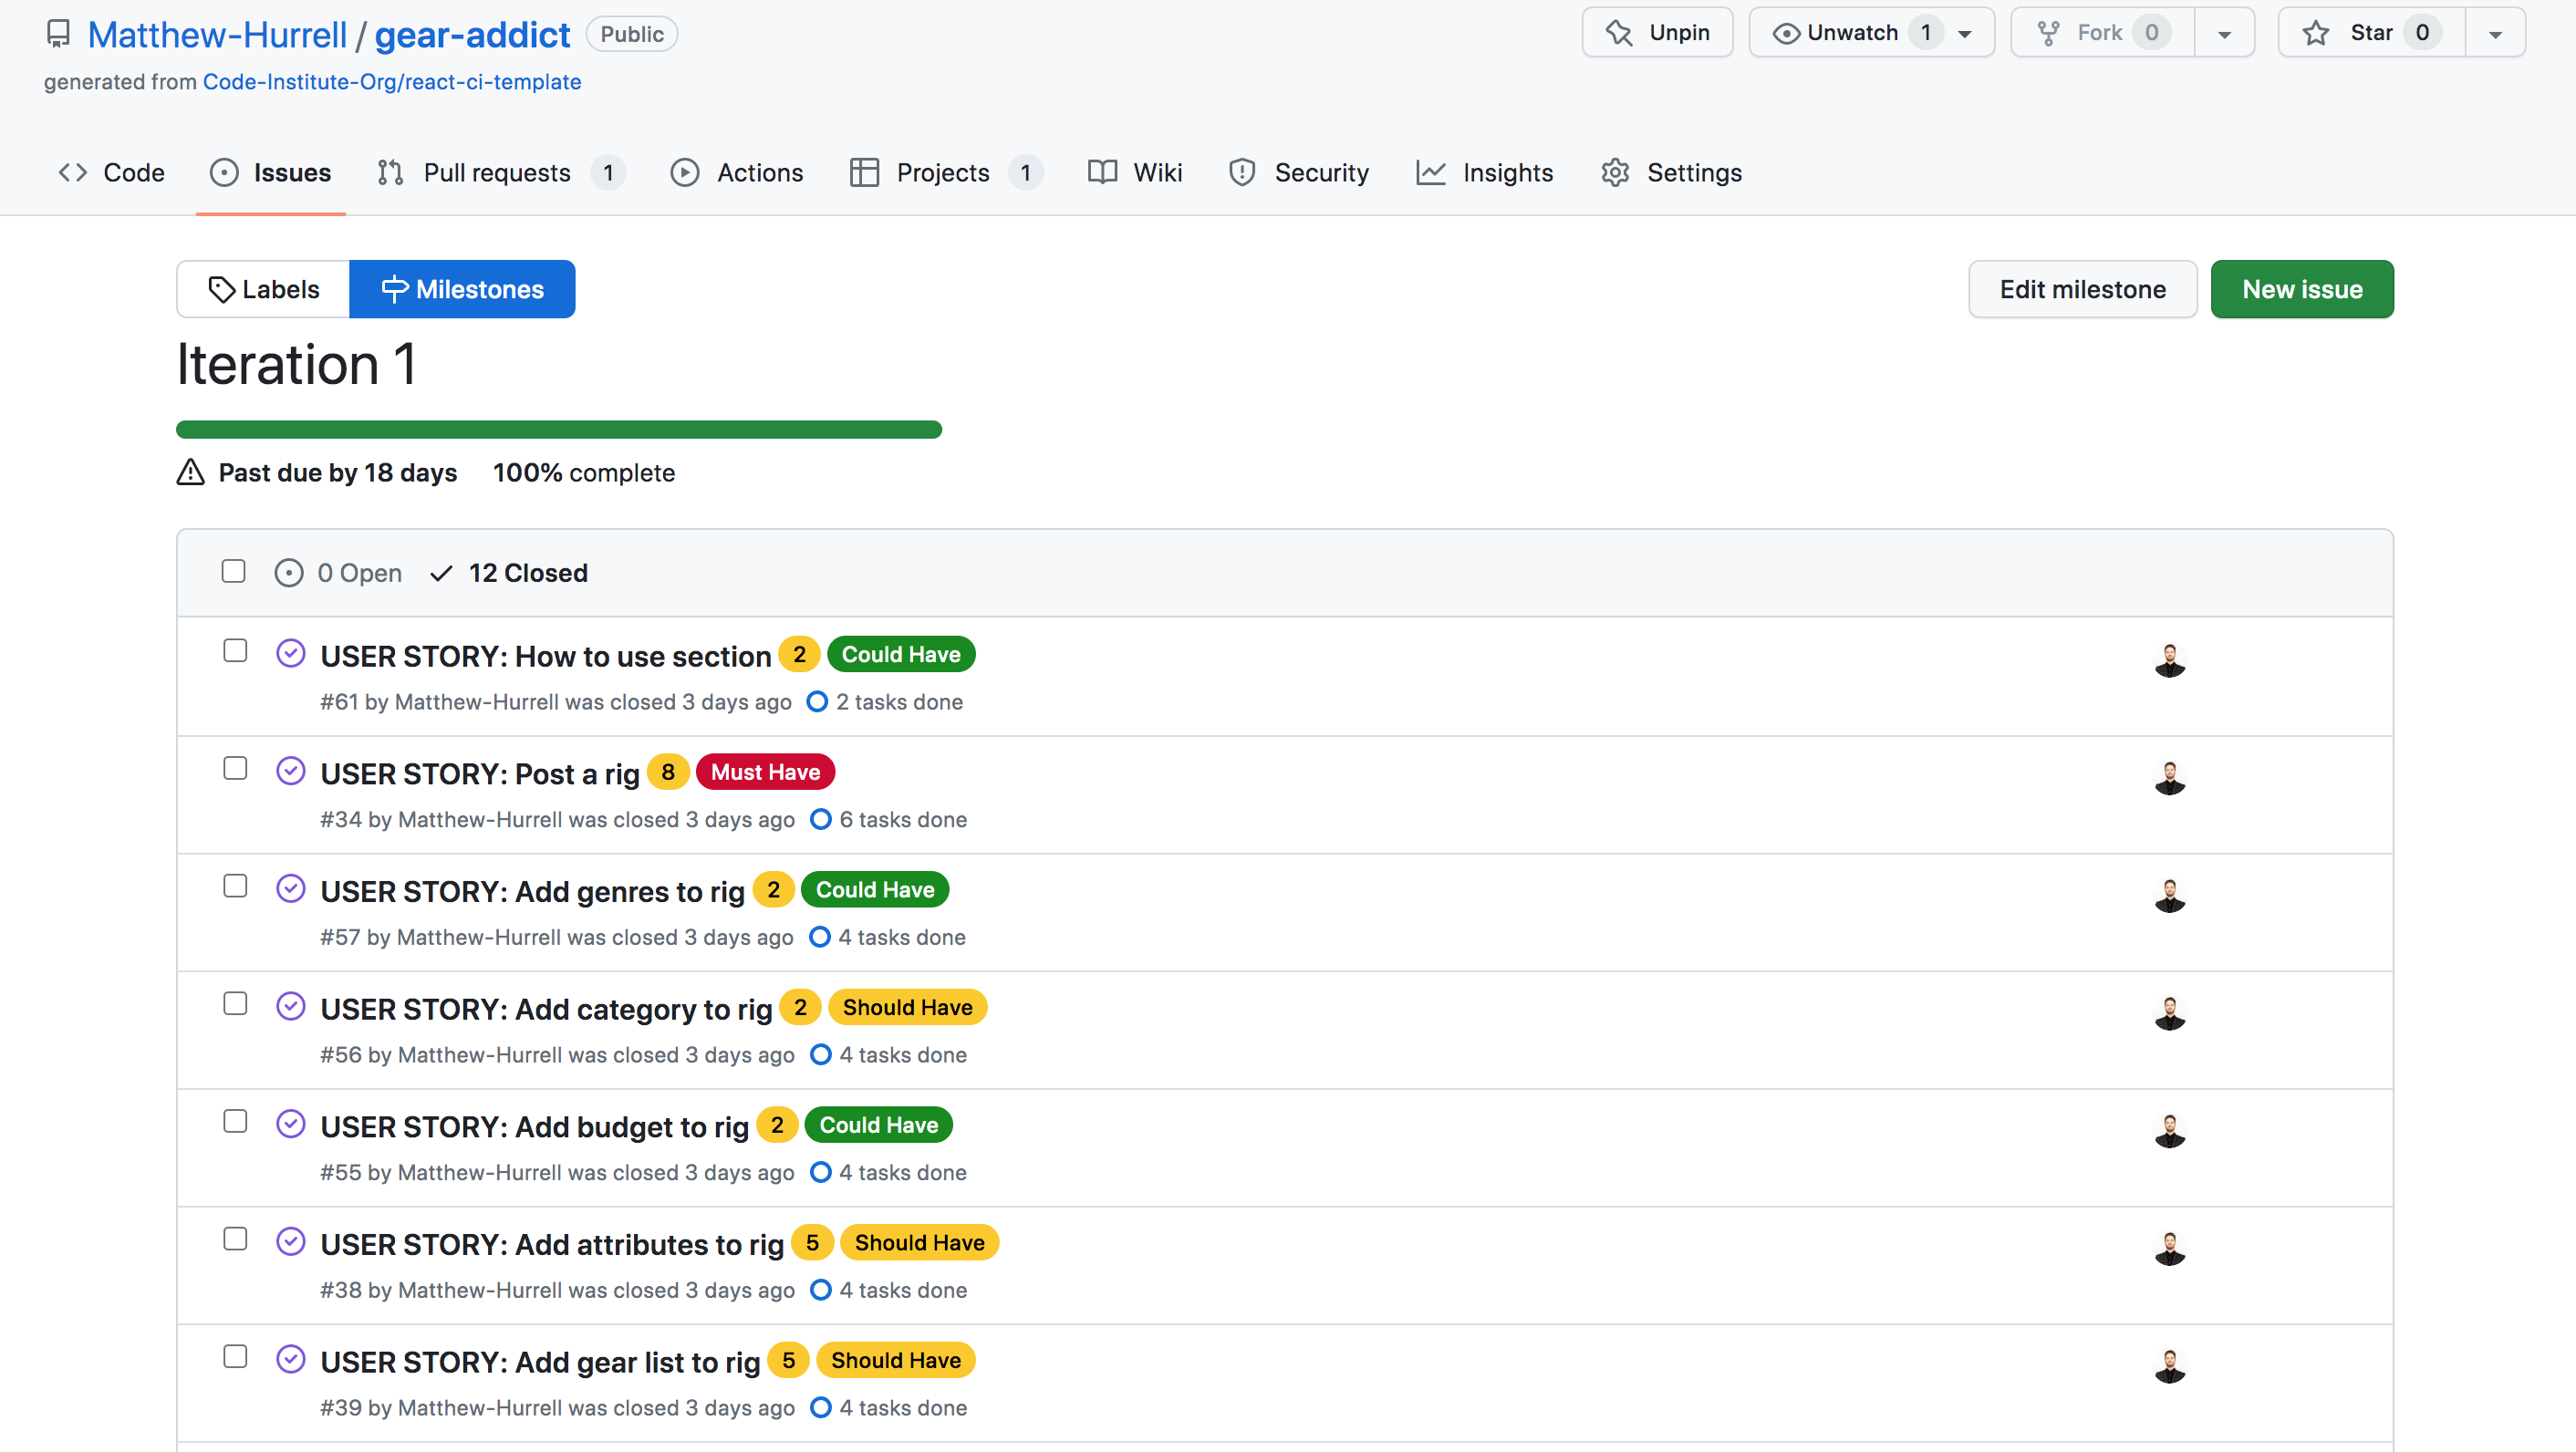 Matthew-Hurrell / gear-addict Public
Unpin Unwatch 1 Fork 0 Star 0
generated from Code-Institute-Org/react-ci-template
Code Issues Pull requests 1 Actions Projects 1 Wiki Security Insights Settings
Labels Milestones Edit milestone New issue
Iteration 1
Past due by 18 days 100% complete
0 Open 12 Closed
USER STORY: How to use section 2 Could Have
#61 by Matthew-Hurrell was closed 3 days ago 2 tasks done
USER STORY: Post a rig 8 Must Have
#34 by Matthew-Hurrell was closed 3 days ago 6 tasks done
USER STORY: Add genres to rig 2 Could Have
#57 by Matthew-Hurrell was closed 3 days ago 4 tasks done
USER STORY: Add category to rig 2 Should Have
#56 by Matthew-Hurrell was closed 3 days ago 4 tasks done
USER STORY: Add budget to rig 2 Could Have
#55 by Matthew-Hurrell was closed 3 days ago 4 tasks done
USER STORY: Add attributes to rig 5 Should Have
#38 by Matthew-Hurrell was closed 3 days ago 4 tasks done
USER STORY: Add gear list to rig 5 Should Have
#39 by Matthew-Hurrell was closed 3 days ago 4 tasks done